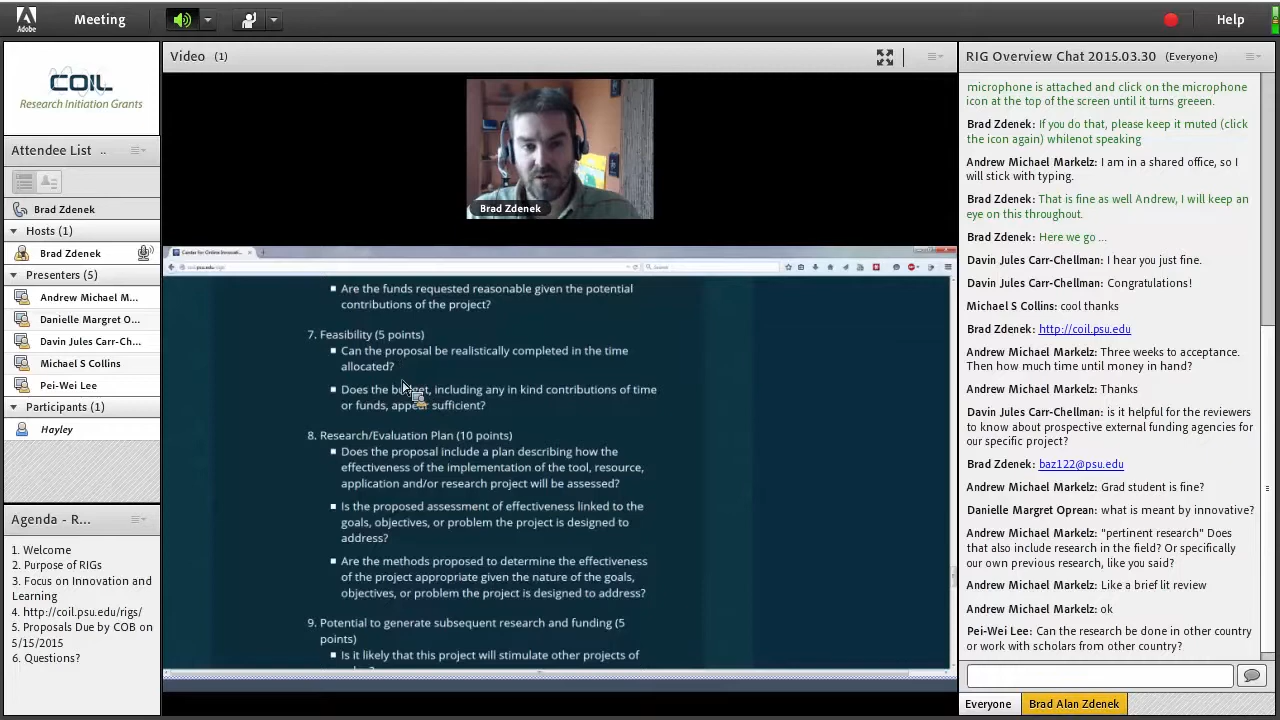 Adobe
Meeting
Help
COIL
Research Initiation Grants
Attendee List ..
Brad Zdenek
Hosts (1)
Brad Zdenek
Presenters (5)
Andrew Michael M...
Danielle Margret O...
Davin Jules Carr-Ch...
Michael S Collins
Pei-Wei Lee
Participants (1)
Hayley
Agenda - R...
1. Welcome
2. Purpose of RIGs
3. Focus on Innovation and
Learning
4. http://coil.psu.edu/rigs/
5. Proposals Due by COB on
5/15/2015
6. Questions?
Video (1)
Brad Zdenek
Center for Online Innovati...
Search
Are the funds requested reasonable given the potential
contributions of the project?
7. Feasibility (5 points)
Can the proposal be realistically completed in the time
allocated?
Does the budget, including any in kind contributions of time
or funds, appear sufficient?
8. Research/Evaluation Plan (10 points)
Does the proposal include a plan describing how the
effectiveness of the implementation of the tool, resource,
application and/or research project will be assessed?
Is the proposed assessment of effectiveness linked to the
goals, objectives, or problem the project is designed to
address?
Are the methods proposed to determine the effectiveness
of the project appropriate given the nature of the goals,
objectives, or problem the project is designed to address?
9. Potential to generate subsequent research and funding (5
points)
Is it likely that this project will stimulate other projects of
RIG Overview Chat 2015.03.30 (Everyone)
microphone is attached and click on the microphone
icon at the top of the screen until it turns greeen.
Brad Zdenek: If you do that, please keep it muted (click
the icon again) whilenot speaking
Andrew Michael Markelz: I am in a shared office, so I
will stick with typing.
Brad Zdenek: That is fine as well Andrew, I will keep an
eye on this throughout.
Brad Zdenek: Here we go ...
Davin Jules Carr-Chellman: I hear you just fine.
Davin Jules Carr-Chellman: Congratulations!
Michael S Collins: cool thanks
Brad Zdenek: http://coil.psu.edu
Andrew Michael Markelz: Three weeks to acceptance.
Then how much time until money in hand?
Andrew Michael Markelz: Thanks
Davin Jules Carr-Chellman: is it helpful for the reviewers
to know about prospective external funding agencies for
our specific project?
Brad Zdenek: baz122@psu.edu
Andrew Michael Markelz: Grad student is fine?
Danielle Margret Oprean: what is meant by innovative?
Andrew Michael Markelz: "pertinent research" Does
that also include research in the field? Or specifically
our own previous research, like you said?
Andrew Michael Markelz: Like a brief lit review
Andrew Michael Markelz: ok
Pei-Wei Lee: Can the research be done in other country
or work with scholars from other country?
Everyone
Brad Alan Zdenek